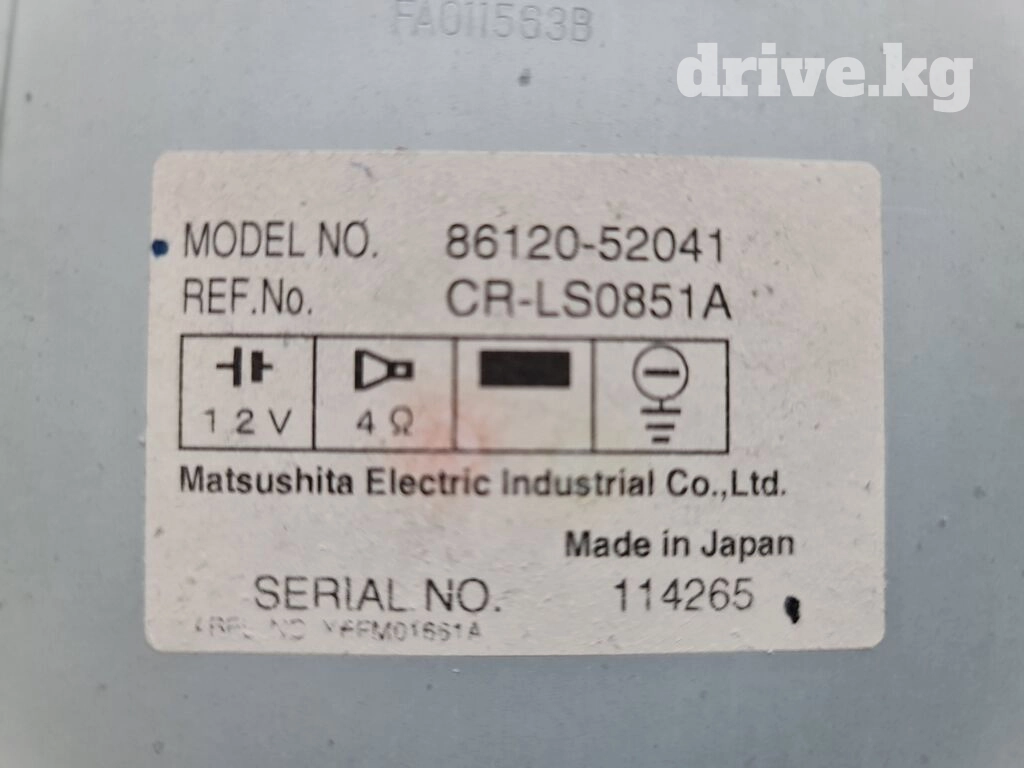 FA011563B
drive.kg
MODEL NO. 86120-52041
REF.No. CR-LS0851A
12V 4Ω
Matsushita Electric Industrial Co.,Ltd.
Made in Japan
SERIAL NO. 114265